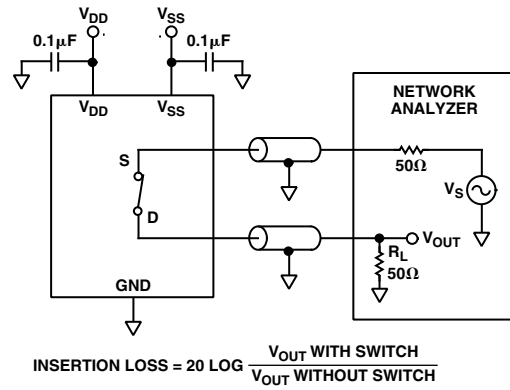 VDD
VSS
0.1µF
0.1µF
VDD
VSS
NETWORK
ANALYZER
S
50Ω
VS
D
VOUT
RL
50Ω
GND
INSERTION LOSS = 20 LOG VOUT WITH SWITCH
VOUT WITHOUT SWITCH